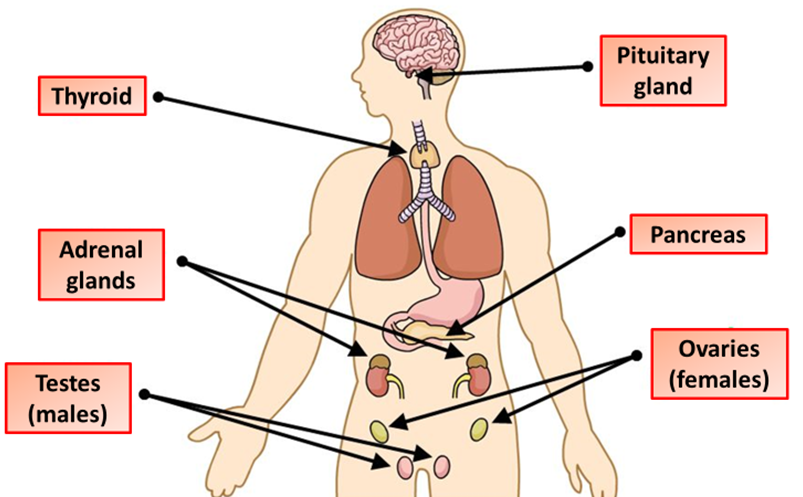 Pituitary
gland
Thyroid
Adrenal
glands
Pancreas
Testes
(males)
Ovaries
(females)